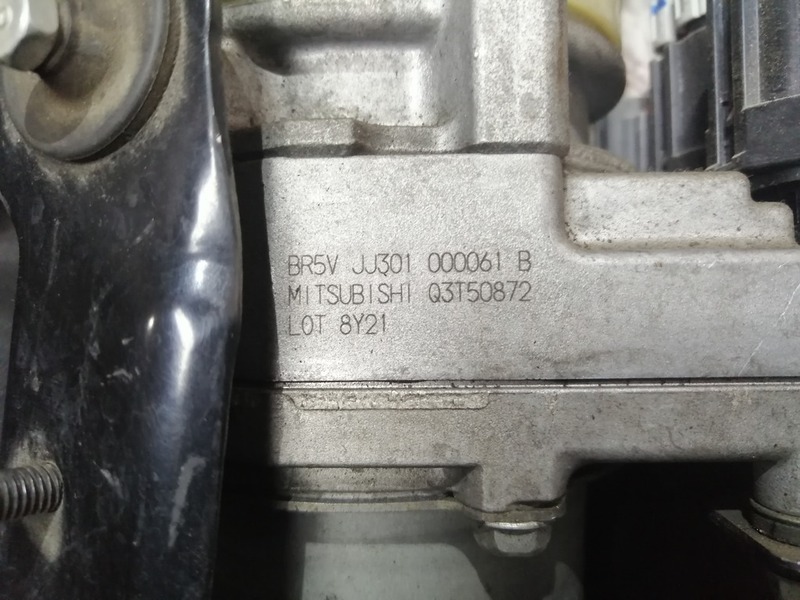 BR5V JJ301 000061 B
MITSUBISHI Q3T50872
LOT 8Y21